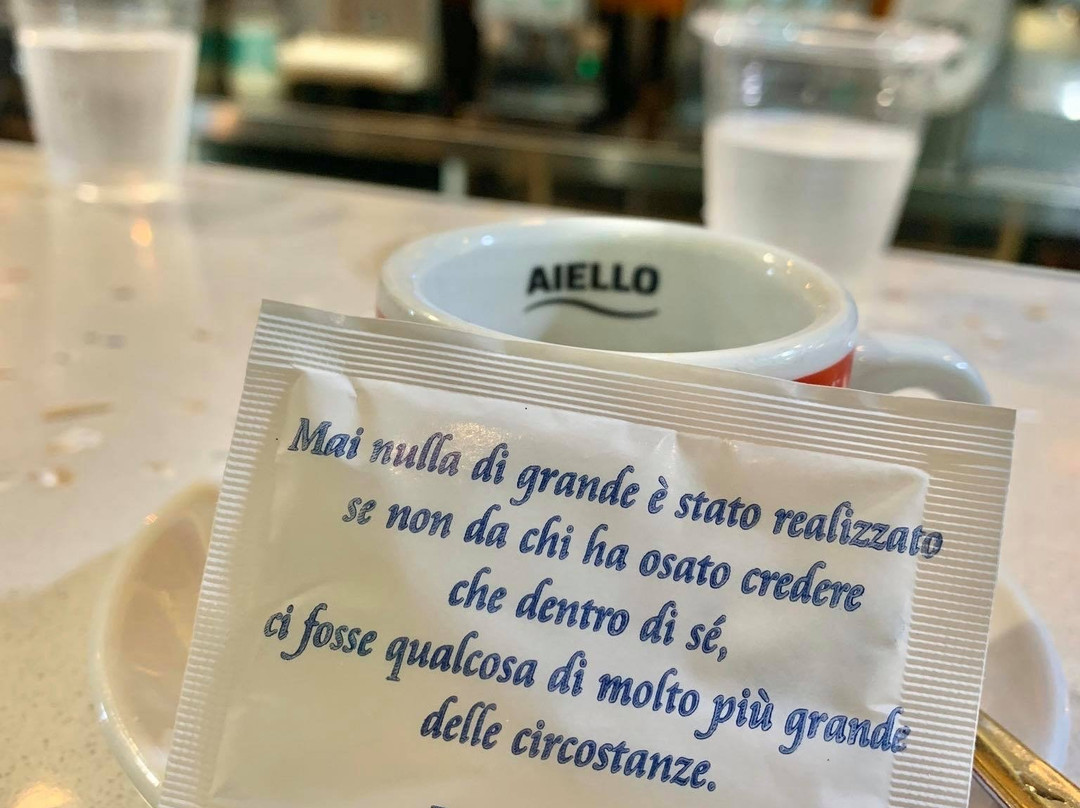 AIELLO
Mai nulla di grande è stato realizzato
se non da chi ha osato credere
che dentro di sé,
ci fosse qualcosa di molto più grande
delle circostanze.